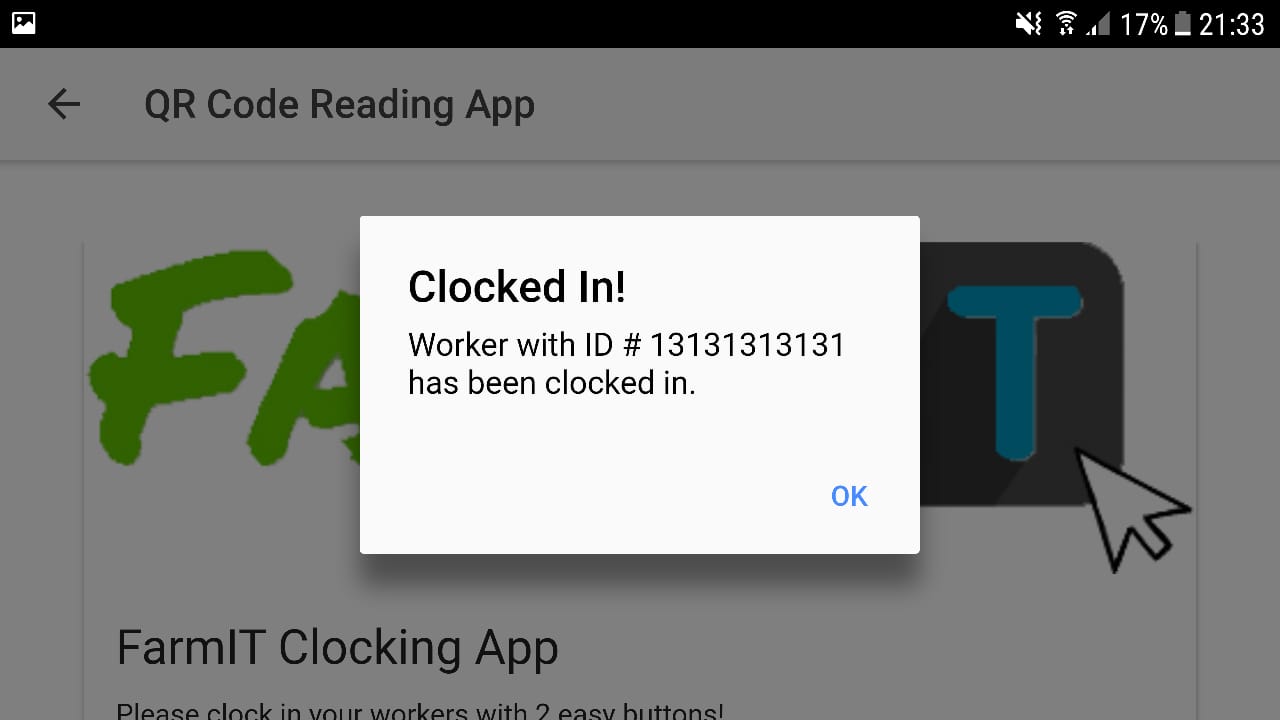 17% 21:33
QR Code Reading App
Clocked In!
Worker with ID # 13131313131
has been clocked in.
OK
FA
T
FarmIT Clocking App
Please clock in your workers with 2 easy buttons!